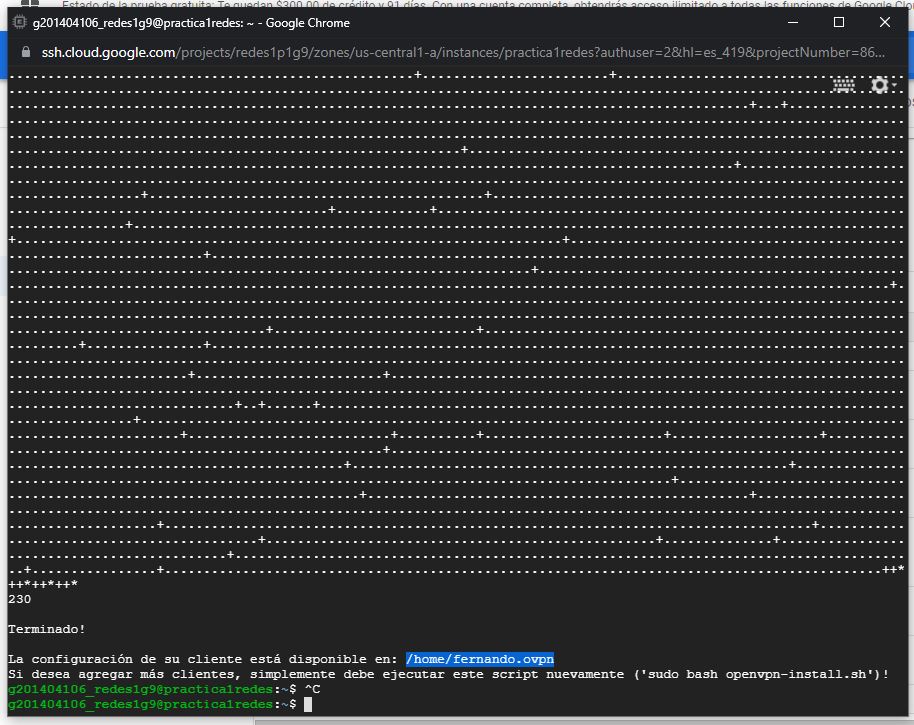 Estado de la prueba gratuita: Te quedan $300.00 de crédito y 91 días. Con una cuenta completa, obtendrás acceso ilimitado a todas las funciones de Google Clou
g201404106_redes1g9@practica1redes: ~ - Google Chrome
ssh.cloud.google.com/projects/redes1p1g9/zones/us-central1-a/instances/practica1redes?authuser=2&hl=es_419&projectNumber=86...
++*++*++*
230
Terminado!
La configuración de su cliente está disponible en: /home/fernando.ovpn
Si desea agregar más clientes, simplemente debe ejecutar este script nuevamente ('sudo bash openvpn-install.sh')!
g201404106_redes1g9@practica1redes:~$ ^C
g201404106_redes1g9@practica1redes:~$